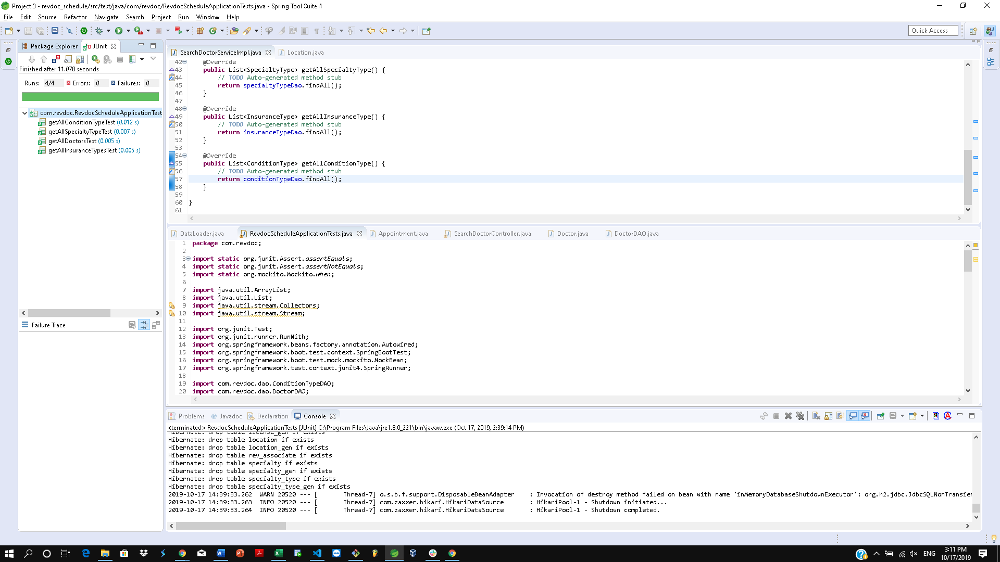 Project 3 - revdoc_schedule/src/test/java/com/revdoc/RevdocScheduleApplicationTests.java - Spring Tool Suite 4
File Edit Source Refactor Navigate Search Project Run Window Help
Quick Access
Package Explorer JUnit
Finished after 11.078 seconds
Runs: 4/4 Errors: 0 Failures: 0
com.revdoc.RevdocScheduleApplicationTest
getAllConditionTypeTest (0.012 s)
getAllSpecialtyTypeTest (0.007 s)
getAllDoctorsTest (0.005 s)
getAllInsuranceTypesTest (0.005 s)
Failure Trace
SearchDoctorServiceImpl.java Location.java
42 @Override
43 public List<SpecialtyType> getAllSpecialtyType() {
44 // TODO Auto-generated method stub
45 return specialtyTypeDao.findAll();
46 }
47
48 @Override
49 public List<InsuranceType> getAllInsuranceType() {
50 // TODO Auto-generated method stub
51 return insuranceTypeDao.findAll();
52 }
53
54 @Override
55 public List<ConditionType> getAllConditionType() {
56 // TODO Auto-generated method stub
57 return conditionTypeDao.findAll();
58 }
59
60 }
61
DataLoader.java RevdocScheduleApplicationTests.java Appointment.java SearchDoctorController.java Doctor.java DoctorDAO.java
1 package com.revdoc;
2
3 import static org.junit.Assert.assertEquals;
4 import static org.junit.Assert.assertNotEquals;
5 import static org.mockito.Mockito.when;
6
7 import java.util.ArrayList;
8 import java.util.List;
9 import java.util.stream.Collectors;
10 import java.util.stream.Stream;
11
12 import org.junit.Test;
13 import org.junit.runner.RunWith;
14 import org.springframework.beans.factory.annotation.Autowired;
15 import org.springframework.boot.test.context.SpringBootTest;
16 import org.springframework.boot.test.mock.mockito.MockBean;
17 import org.springframework.test.context.junit4.SpringRunner;
18
19 import com.revdoc.dao.ConditionTypeDAO;
20 import com.revdoc.dao.DoctorDAO;
Problems Javadoc Declaration Console
<terminated> RevdocScheduleApplicationTests [JUnit] C:\Program Files\Java\jre1.8.0_221\bin\javaw.exe (Oct 17, 2019, 2:39:14 PM)
Hibernate: drop table license_gen if exists
Hibernate: drop table location if exists
Hibernate: drop table location_gen if exists
Hibernate: drop table rev_associate if exists
Hibernate: drop table specialty if exists
Hibernate: drop table specialty_gen if exists
Hibernate: drop table specialty_type if exists
Hibernate: drop table specialty_type_gen if exists
2019-10-17 14:39:33.262 WARN 20520 --- [ Thread-7] o.s.b.f.support.DisposableBeanAdapter : Invocation of destroy method failed on bean with name 'inMemoryDatabaseShutdownExecutor': org.h2.jdbc.JdbcSQLNonTransien
2019-10-17 14:39:33.263 INFO 20520 --- [ Thread-7] com.zaxxer.hikari.HikariDataSource : HikariPool-1 - Shutdown initiated...
2019-10-17 14:39:33.264 INFO 20520 --- [ Thread-7] com.zaxxer.hikari.HikariDataSource : HikariPool-1 - Shutdown completed.
ENG
3:11 PM
10/17/2019